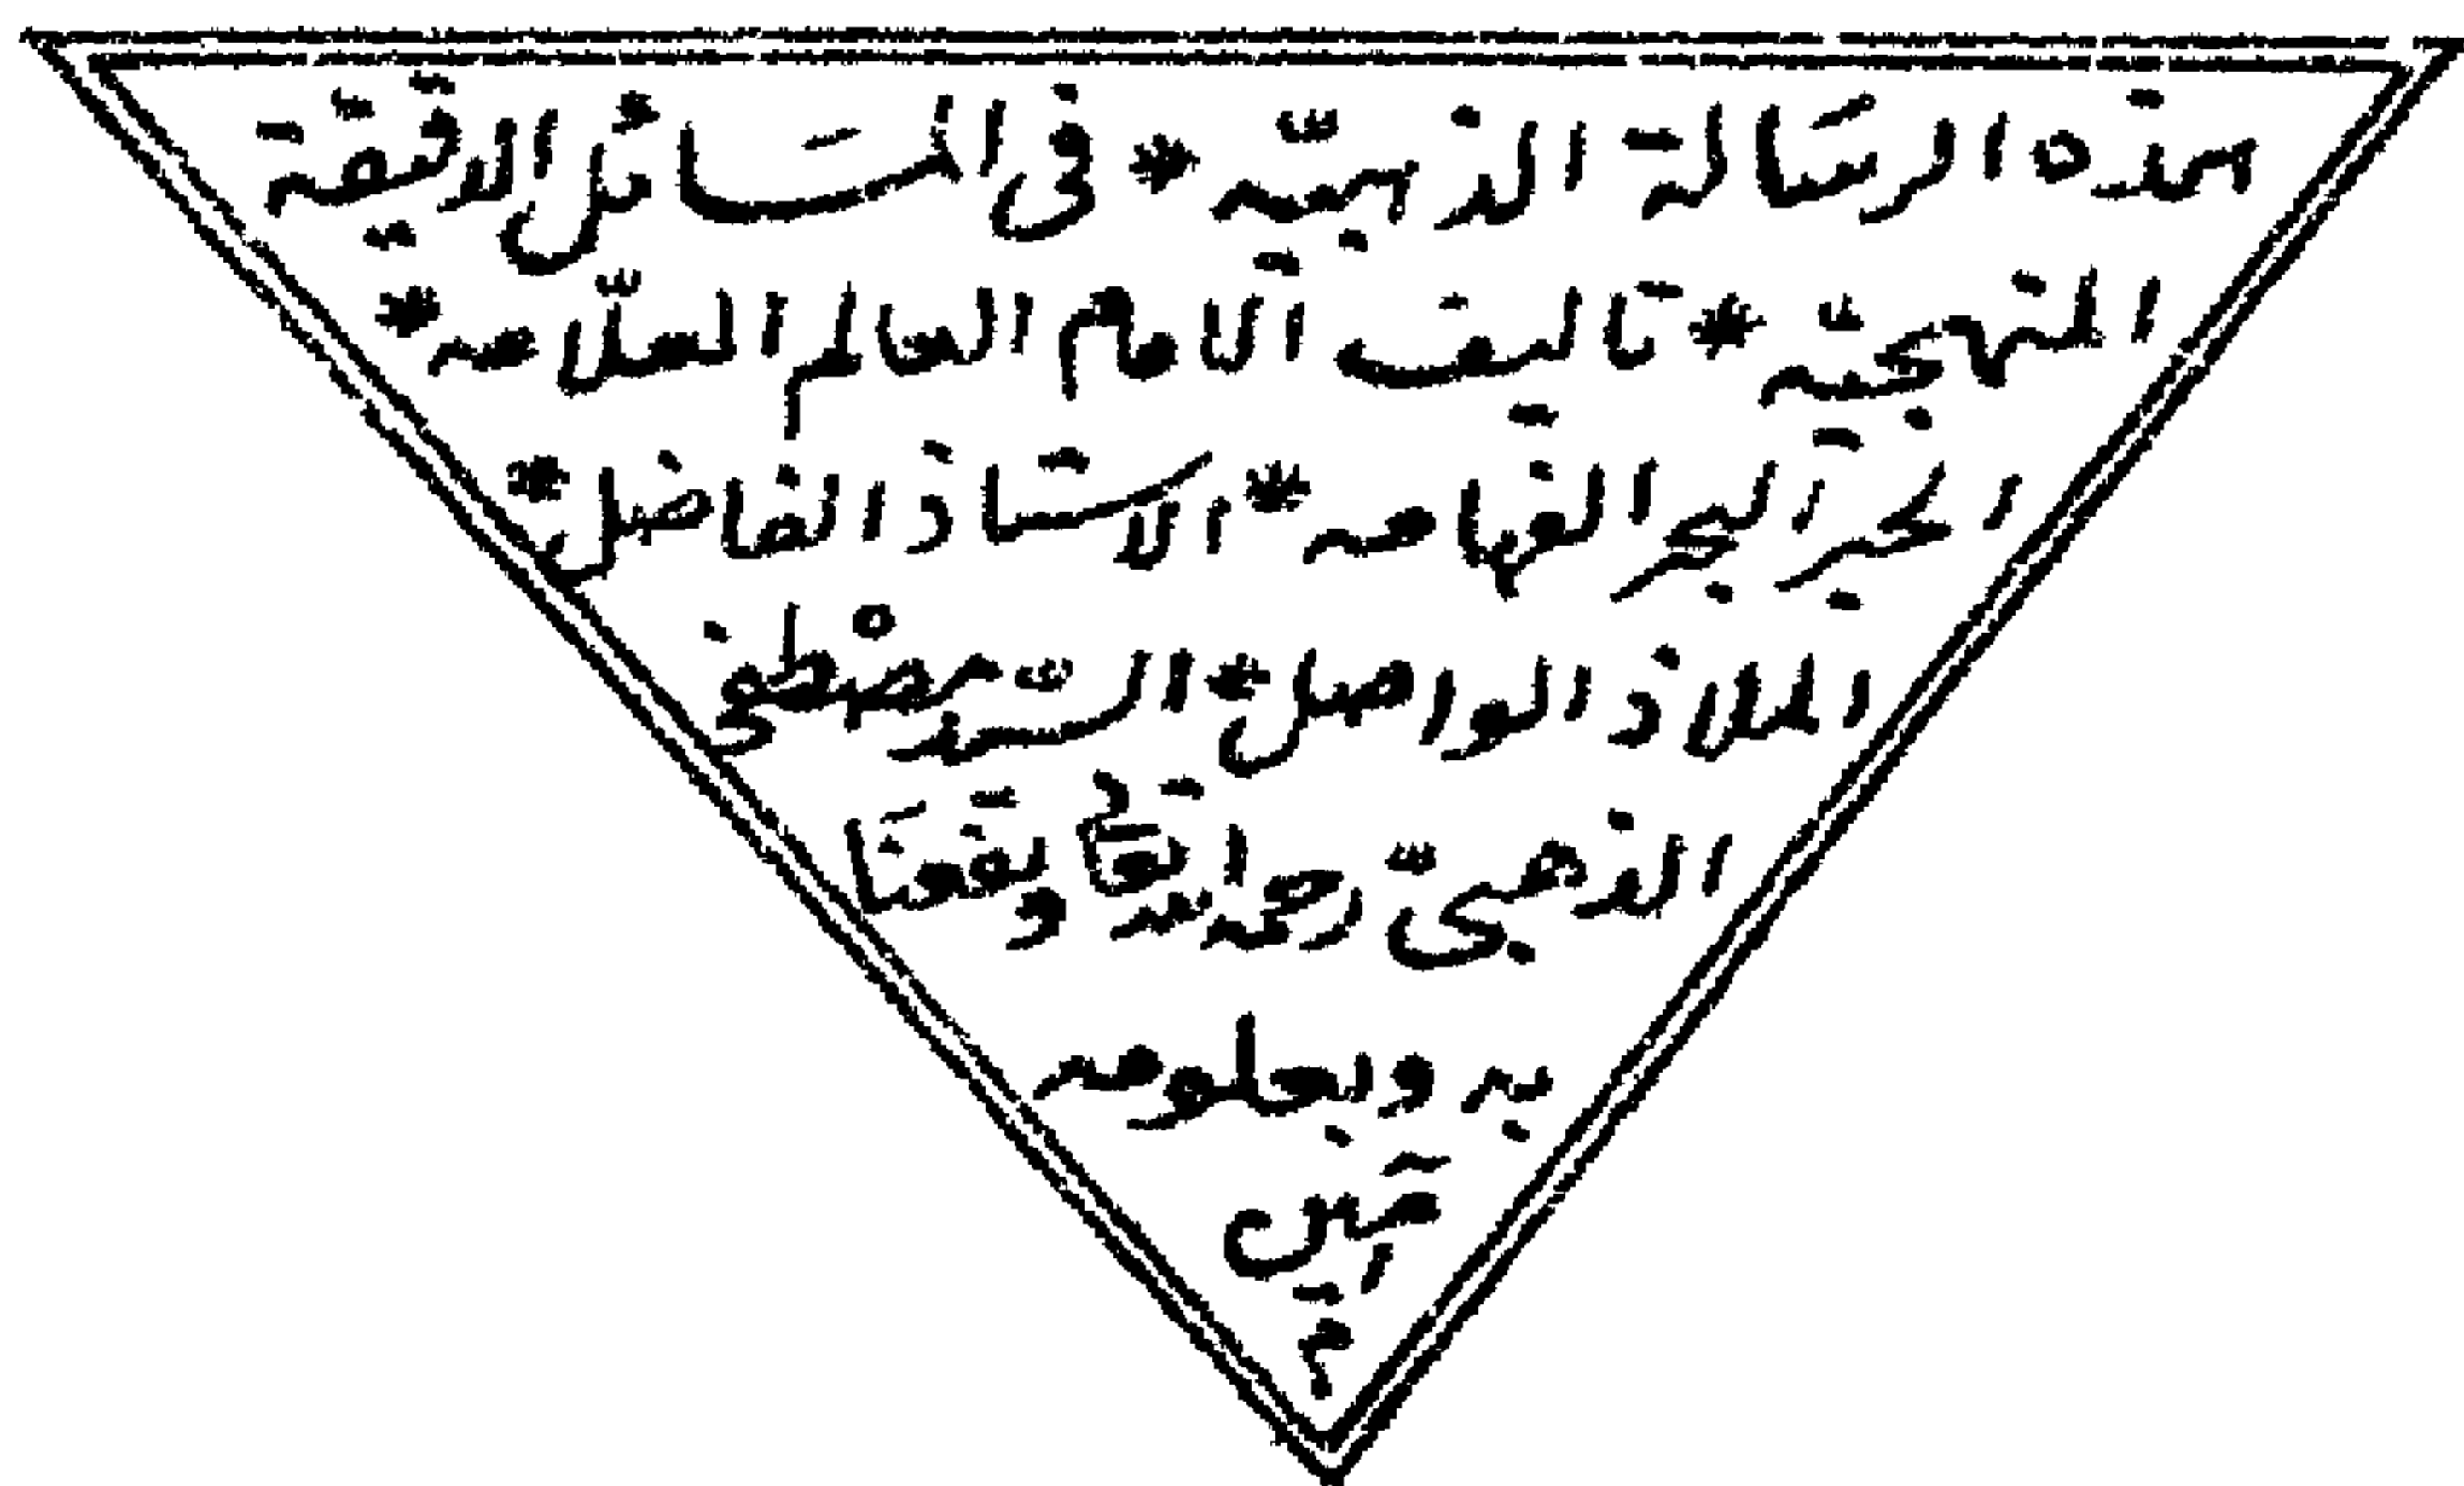 هذه الرسالة الذهبية * في المسائل الدقيقة
المنهجية * تأليف الامام العالم العلامه *
الحبر البحر الفهامه * الاستاذ الفاضل *
الملاذ الواصل * السيد مصطفى
الذهبي رحمه الله تعالى ونفعنا
به وبعلومه
آمين
م